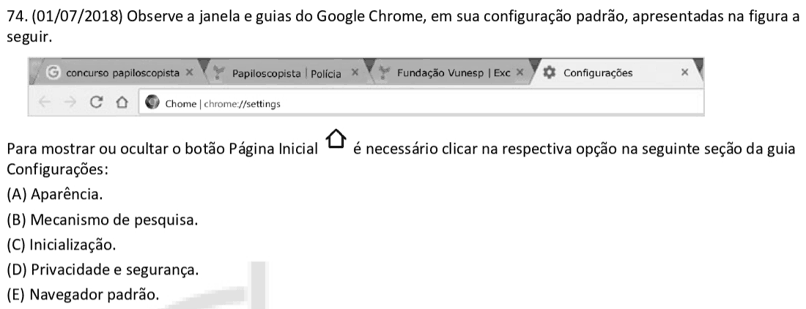 74. (01/07/2018) Observe a janela e guias do Google Chrome, em sua configuração padrão, apresentadas na figura a
seguir.
concurso papiloscopista × Papiloscopista | Polícia × Fundação Vunesp | Exc × Configurações ×
Chome | chrome://settings
Para mostrar ou ocultar o botão Página Inicial é necessário clicar na respectiva opção na seguinte seção da guia
Configurações:
(A) Aparência.
(B) Mecanismo de pesquisa.
(C) Inicialização.
(D) Privacidade e segurança.
(E) Navegador padrão.